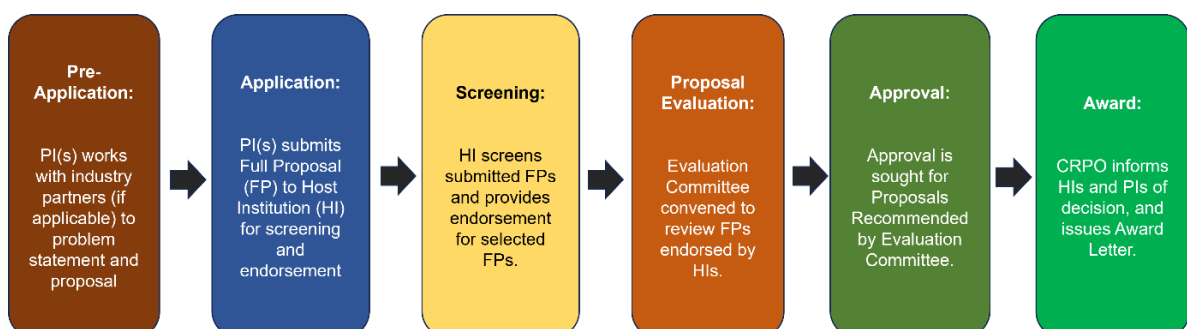 Pre-
Application:
PI(s) works
with industry
partners (if
applicable) to
problem
statement and
proposal
Application:
PI(s) submits
Full Proposal
(FP) to Host
Institution (HI)
for screening
and
endorsement
Screening:
HI screens
submitted FPs
and provides
endorsement
for selected
FPs.
Proposal
Evaluation:
Evaluation
Committee
convened to
review FPs
endorsed by
HIs.
Approval:
Approval is
sought for
Proposals
Recommended
by Evaluation
Committee.
Award:
CRPO informs
HIs and PIs of
decision, and
issues Award
Letter.